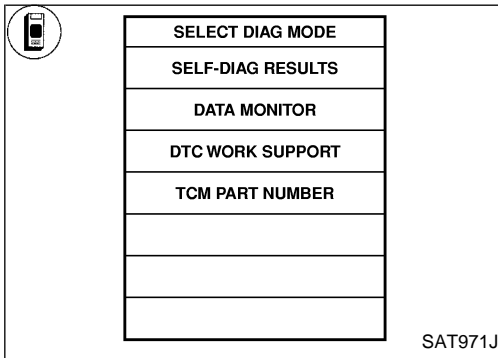 SELECT DIAG MODE
SELF-DIAG RESULTS
DATA MONITOR
DTC WORK SUPPORT
TCM PART NUMBER
SAT971J